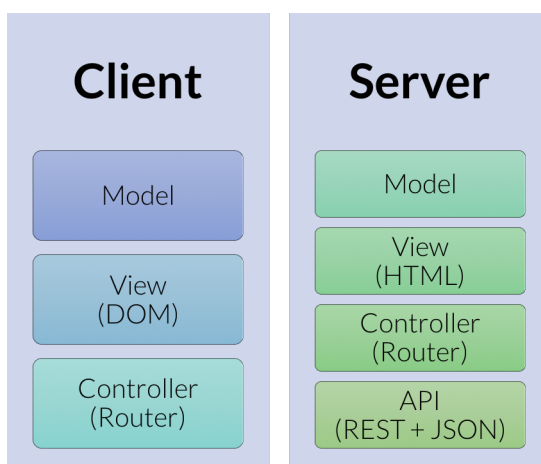 Client
Model
View
(DOM)
Controller
(Router)
Server
Model
View
(HTML)
Controller
(Router)
API
(REST + JSON)